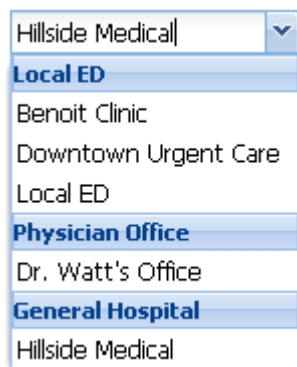 Hillside Medical
Local ED
Benoit Clinic
Downtown Urgent Care
Local ED
Physician Office
Dr. Watt's Office
General Hospital
Hillside Medical